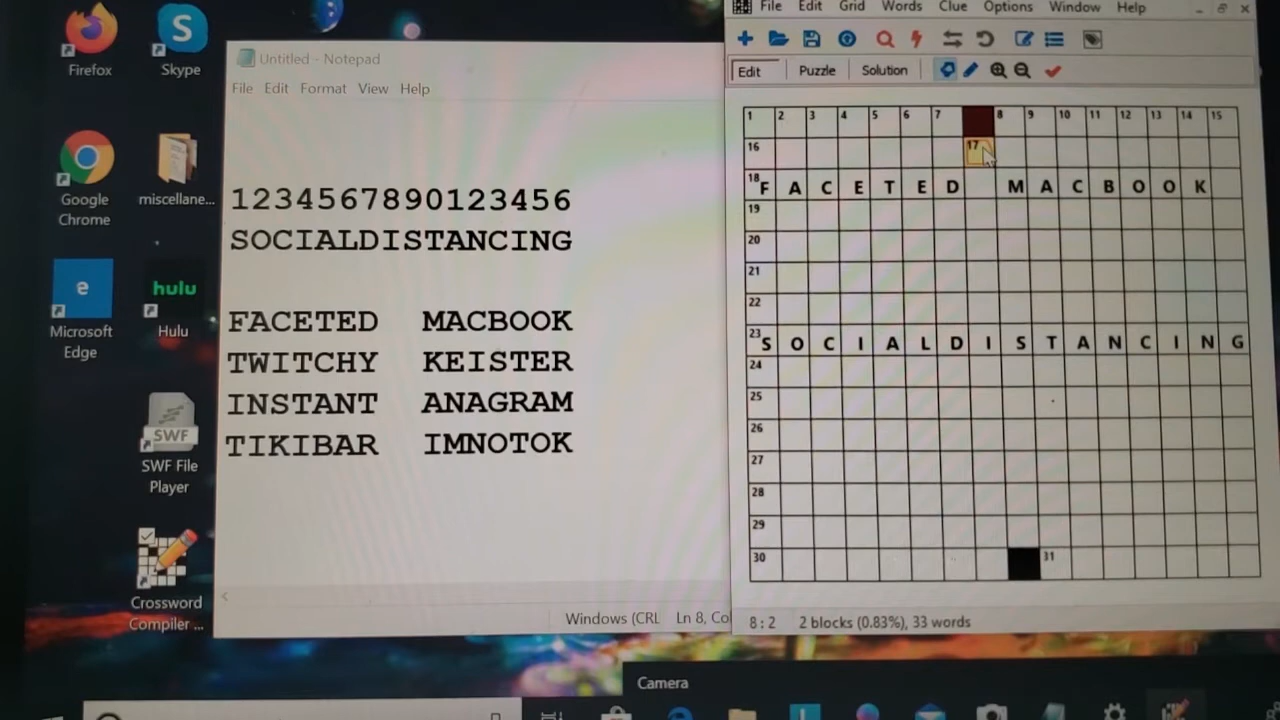 File Edit Grid Words Clue Options Window Help
Edit Puzzle Solution
Firefox
Skype
Google Chrome
miscellane...
Microsoft Edge
hulu
Hulu
SWF
SWF File Player
Crossword Compiler ...
Untitled - Notepad
File Edit Format View Help
1234567890123456
SOCIALDISTANCING
FACETED MACBOOK
TWITCHY KEISTER
INSTANT ANAGRAM
TIKIBAR IMNOTOK
Windows (CRL Ln 8, Co
1 2 3 4 5 6 7 8 9 10 11 12 13 14 15
16 17
18 F A C E T E D M A C B O O K
19
20
21
22
23 S O C I A L D I S T A N C I N G
24
25
26
27
28
29
30 31
8 : 2 2 blocks (0.83%), 33 words
Camera